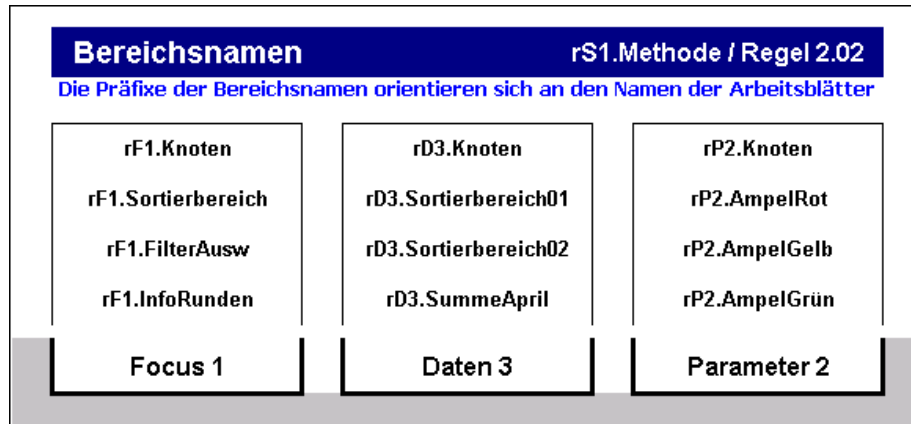 Bereichsnamen rS1.Methode / Regel 2.02
Die Präfixe der Bereichsnamen orientieren sich an den Namen der Arbeitsblätter
rF1.Knoten
rF1.Sortierbereich
rF1.FilterAusw
rF1.InfoRunden
Focus 1
rD3.Knoten
rD3.Sortierbereich01
rD3.Sortierbereich02
rD3.SummeApril
Daten 3
rP2.Knoten
rP2.AmpelRot
rP2.AmpelGelb
rP2.AmpelGrün
Parameter 2